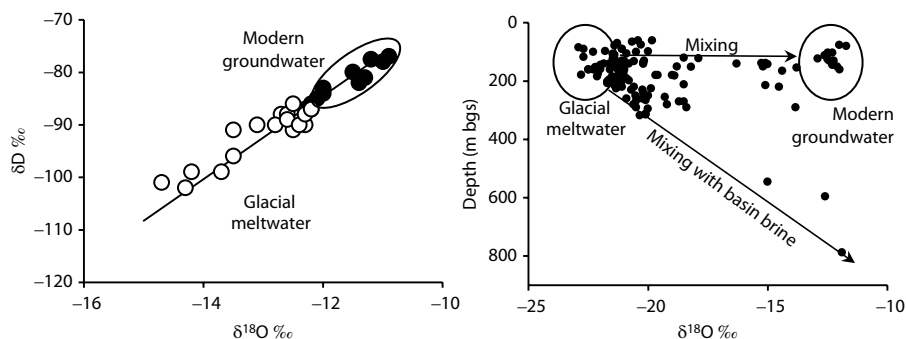 −70
−80
−90
−100
−110
−120
δD ‰
Modern
groundwater
Glacial
meltwater
−16
−14
−12
−10
δ¹⁸O ‰
0
200
400
600
800
Depth (m bgs)
Mixing
Glacial
meltwater
Modern
groundwater
Mixing with basin brine
−25
−20
−15
−10
δ¹⁸O ‰